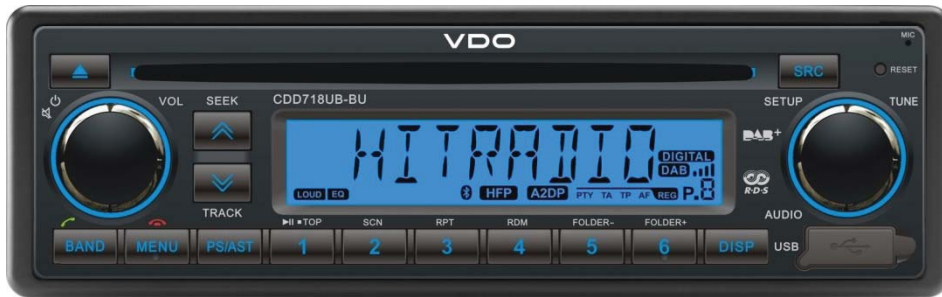 VDO
MIC
SRC
RESET
VOL
SEEK
CDD718UB-BU
SETUP
TUNE
HITRADIO
DIGITAL
DAB
DAB+
R·D·S
LOUD EQ HFP A2DP PTY TA TP AF REG P.8
TRACK
AUDIO
TOP SCN RPT RDM FOLDER- FOLDER+
BAND MENU PS/AST 1 2 3 4 5 6 DISP USB